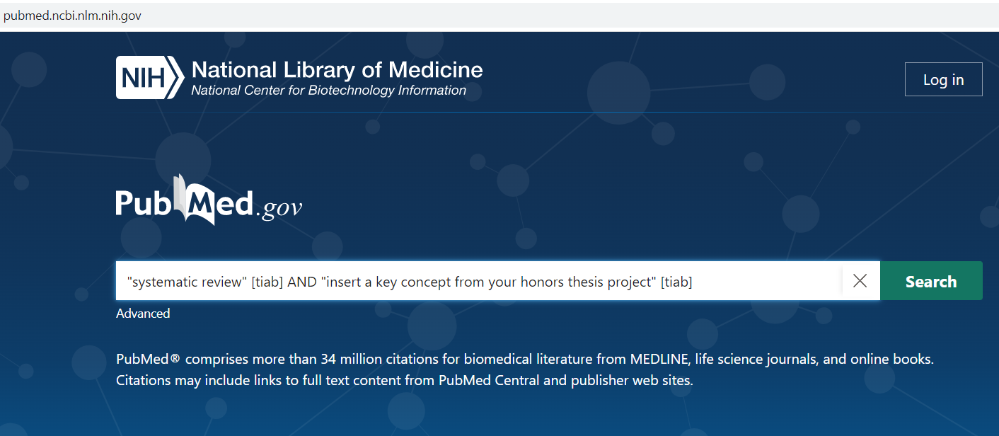 pubmed.ncbi.nlm.nih.gov
NIH
National Library of Medicine
National Center for Biotechnology Information
Log in
PubMed.gov
"systematic review" [tiab] AND "insert a key concept from your honors thesis project" [tiab]
Search
Advanced
PubMed® comprises more than 34 million citations for biomedical literature from MEDLINE, life science journals, and online books.
Citations may include links to full text content from PubMed Central and publisher web sites.